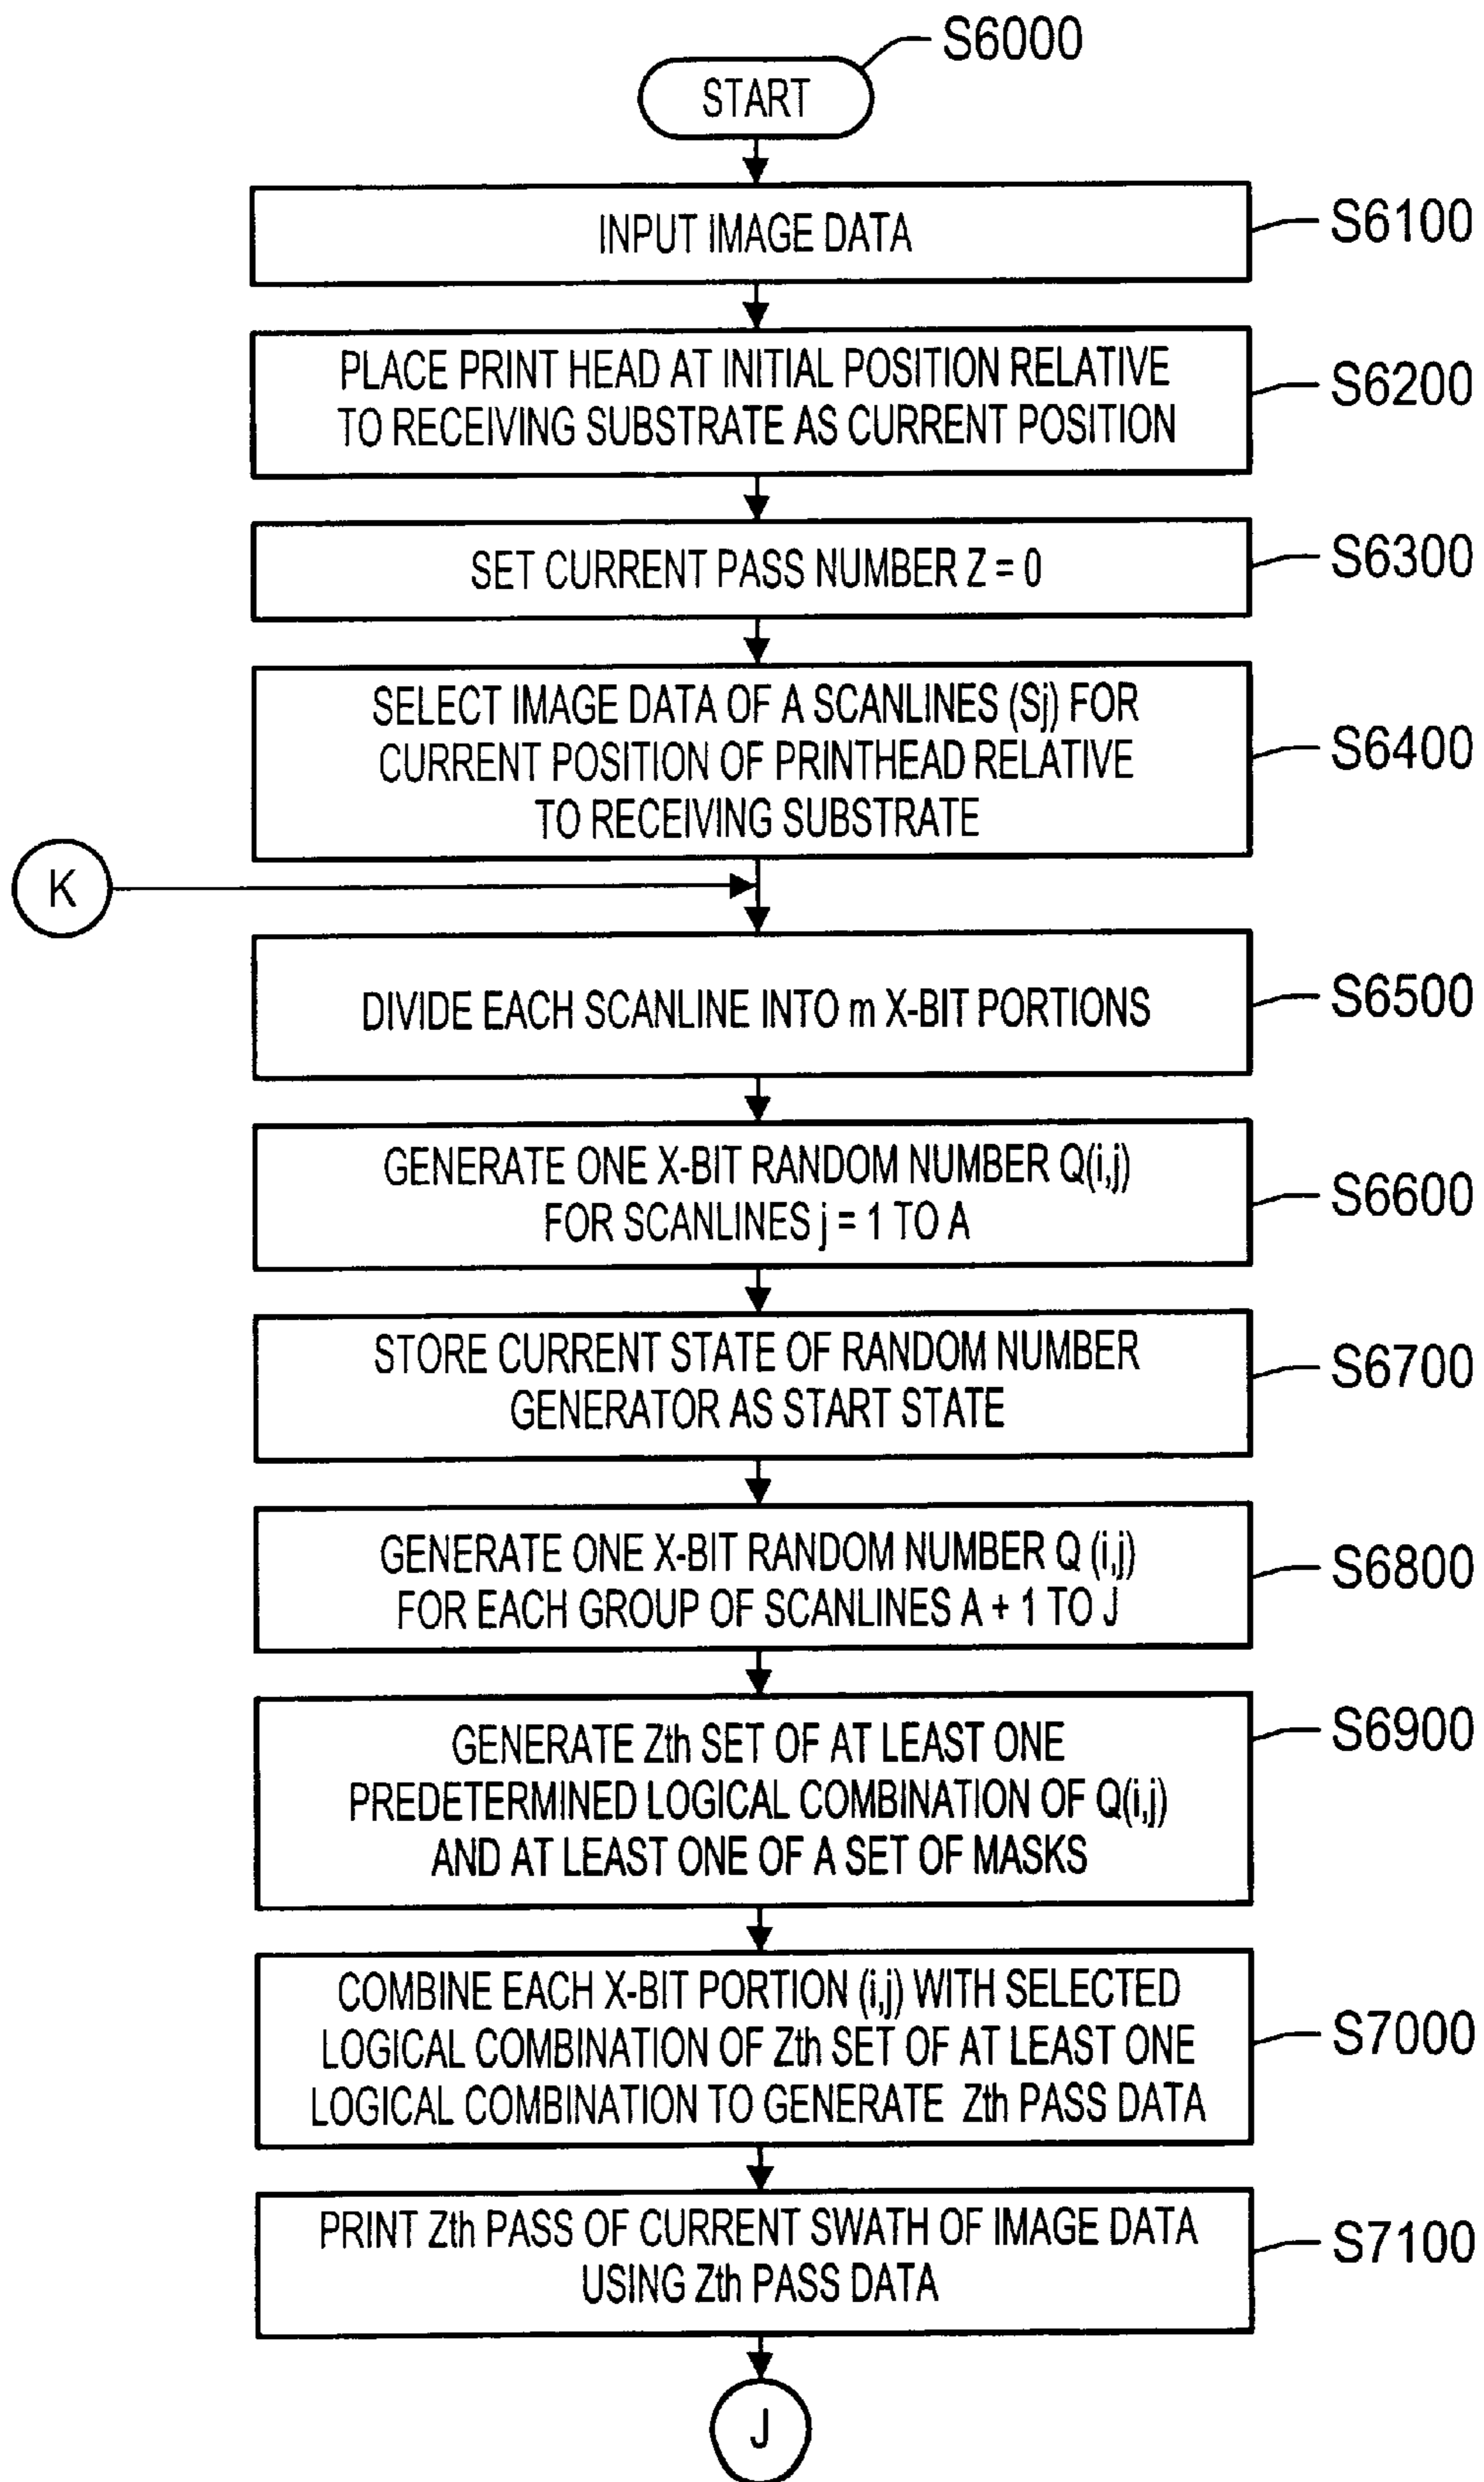 S6000
START
INPUT IMAGE DATA
S6100
PLACE PRINT HEAD AT INITIAL POSITION RELATIVE
TO RECEIVING SUBSTRATE AS CURRENT POSITION
S6200
SET CURRENT PASS NUMBER Z = 0
S6300
SELECT IMAGE DATA OF A SCANLINES (Sj) FOR
CURRENT POSITION OF PRINTHEAD RELATIVE
TO RECEIVING SUBSTRATE
S6400
K
DIVIDE EACH SCANLINE INTO m X-BIT PORTIONS
S6500
GENERATE ONE X-BIT RANDOM NUMBER Q(i,j)
FOR SCANLINES j = 1 TO A
S6600
STORE CURRENT STATE OF RANDOM NUMBER
GENERATOR AS START STATE
S6700
GENERATE ONE X-BIT RANDOM NUMBER Q (i,j)
FOR EACH GROUP OF SCANLINES A + 1 TO J
S6800
GENERATE Zth SET OF AT LEAST ONE
PREDETERMINED LOGICAL COMBINATION OF Q(i,j)
AND AT LEAST ONE OF A SET OF MASKS
S6900
COMBINE EACH X-BIT PORTION (i,j) WITH SELECTED
LOGICAL COMBINATION OF Zth SET OF AT LEAST ONE
LOGICAL COMBINATION TO GENERATE Zth PASS DATA
S7000
PRINT Zth PASS OF CURRENT SWATH OF IMAGE DATA
USING Zth PASS DATA
S7100
J